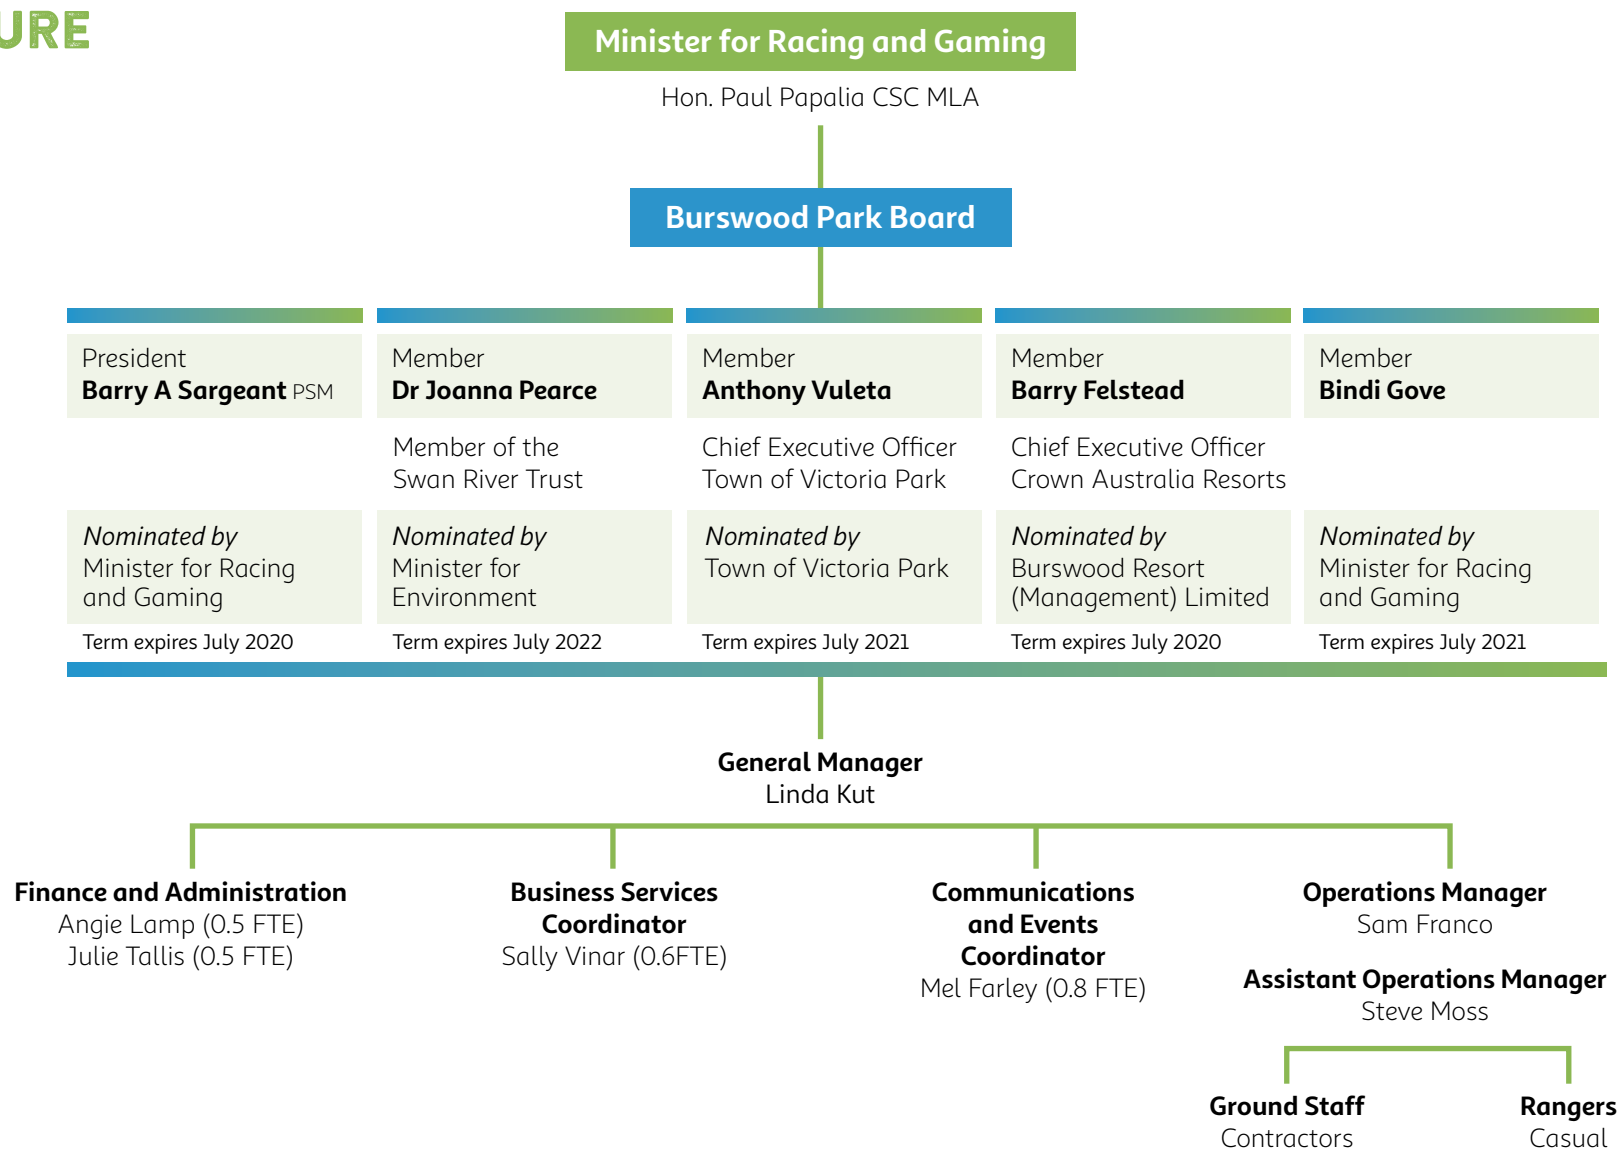 URE
Minister for Racing and Gaming
Hon. Paul Papalia CSC MLA
Burswood Park Board
President
Barry A Sargeant PSM
Nominated by
Minister for Racing
and Gaming
Term expires July 2020
Member
Dr Joanna Pearce
Member of the
Swan River Trust
Nominated by
Minister for
Environment
Term expires July 2022
Member
Anthony Vuleta
Chief Executive Officer
Town of Victoria Park
Nominated by
Town of Victoria Park
Term expires July 2021
Member
Barry Felstead
Chief Executive Officer
Crown Australia Resorts
Nominated by
Burswood Resort
(Management) Limited
Term expires July 2020
Member
Bindi Gove
Nominated by
Minister for Racing
and Gaming
Term expires July 2021
General Manager
Linda Kut
Finance and Administration
Angie Lamp (0.5 FTE)
Julie Tallis (0.5 FTE)
Business Services
Coordinator
Sally Vinar (0.6FTE)
Communications
and Events
Coordinator
Mel Farley (0.8 FTE)
Operations Manager
Sam Franco
Assistant Operations Manager
Steve Moss
Ground Staff
Contractors
Rangers
Casual